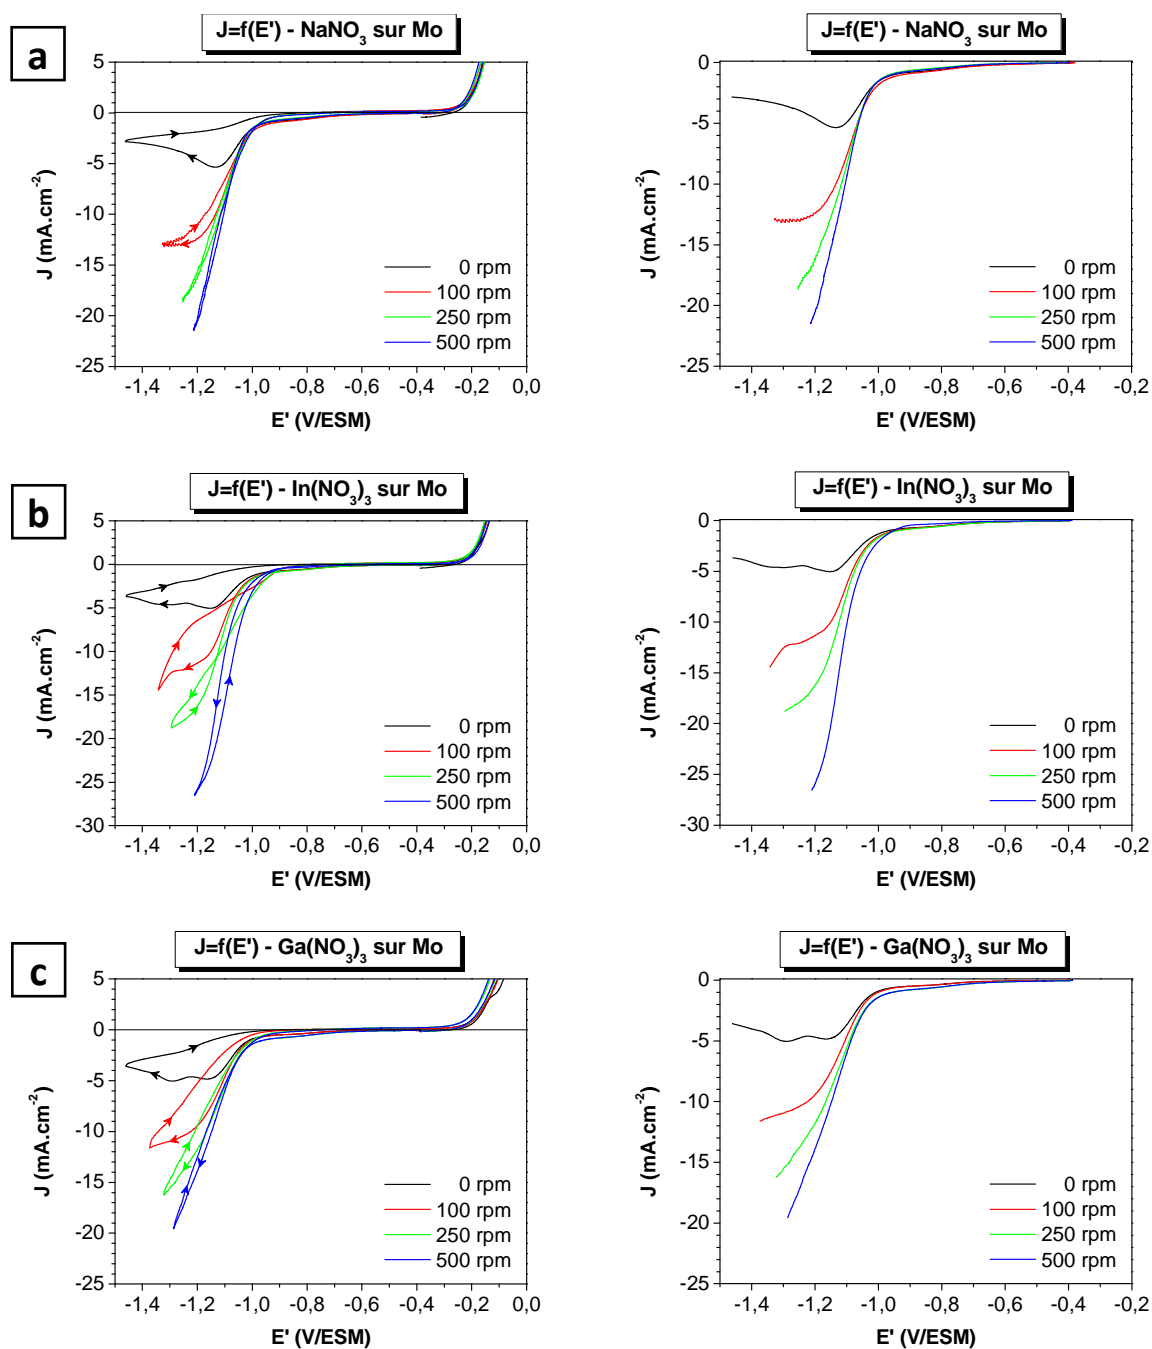 a
J=f(E') - NaNO3 sur Mo
5
0
-5
-10
-15
-20
-25
J (mA.cm-2)
0 rpm
100 rpm
250 rpm
500 rpm
-1,4 -1,2 -1,0 -0,8 -0,6 -0,4 -0,2 0,0
E' (V/ESM)
J=f(E') - NaNO3 sur Mo
0
-5
-10
-15
-20
-25
J (mA.cm-2)
0 rpm
100 rpm
250 rpm
500 rpm
-1,4 -1,2 -1,0 -0,8 -0,6 -0,4 -0,2
E' (V/ESM)
b
J=f(E') - In(NO3)3 sur Mo
5
0
-5
-10
-15
-20
-25
-30
J (mA.cm-2)
0 rpm
100 rpm
250 rpm
500 rpm
-1,4 -1,2 -1,0 -0,8 -0,6 -0,4 -0,2 0,0
E' (V/ESM)
J=f(E') - In(NO3)3 sur Mo
0
-5
-10
-15
-20
-25
-30
J (mA.cm-2)
0 rpm
100 rpm
250 rpm
500 rpm
-1,4 -1,2 -1,0 -0,8 -0,6 -0,4 -0,2
E' (V/ESM)
c
J=f(E') - Ga(NO3)3 sur Mo
5
0
-5
-10
-15
-20
-25
J (mA.cm-2)
0 rpm
100 rpm
250 rpm
500 rpm
-1,4 -1,2 -1,0 -0,8 -0,6 -0,4 -0,2 0,0
E' (V/ESM)
J=f(E') - Ga(NO3)3 sur Mo
0
-5
-10
-15
-20
-25
J (mA.cm-2)
0 rpm
100 rpm
250 rpm
500 rpm
-1,4 -1,2 -1,0 -0,8 -0,6 -0,4 -0,2
E' (V/ESM)